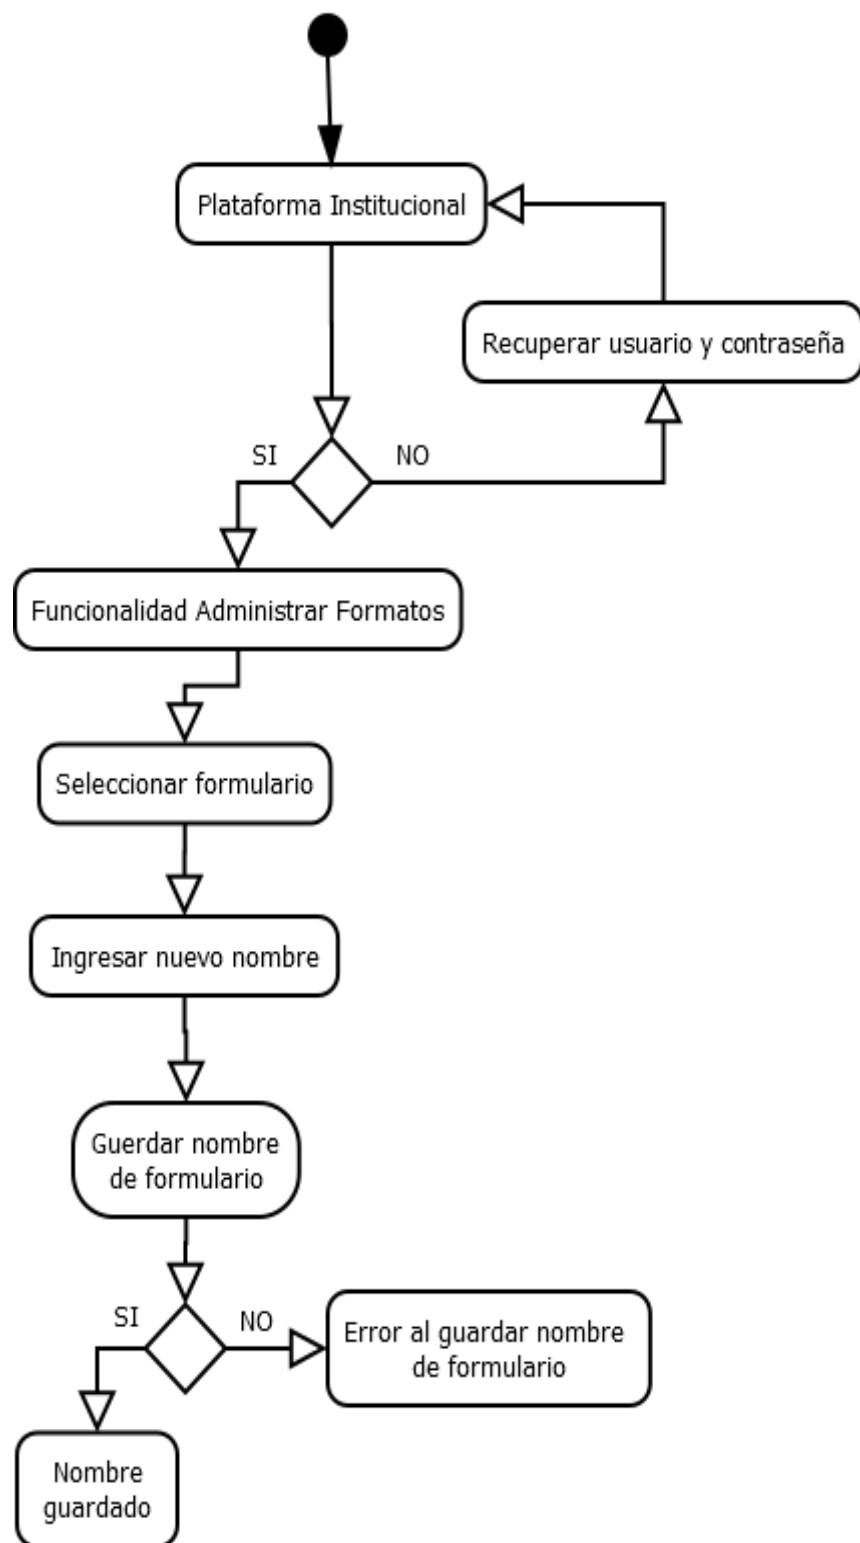 Plataforma Institucional
Recuperar usuario y contraseña
SI
NO
Funcionalidad Administrar Formatos
Seleccionar formulario
Ingresar nuevo nombre
Guerdar nombre
de formulario
SI
NO
Error al guardar nombre
de formulario
Nombre
guardado